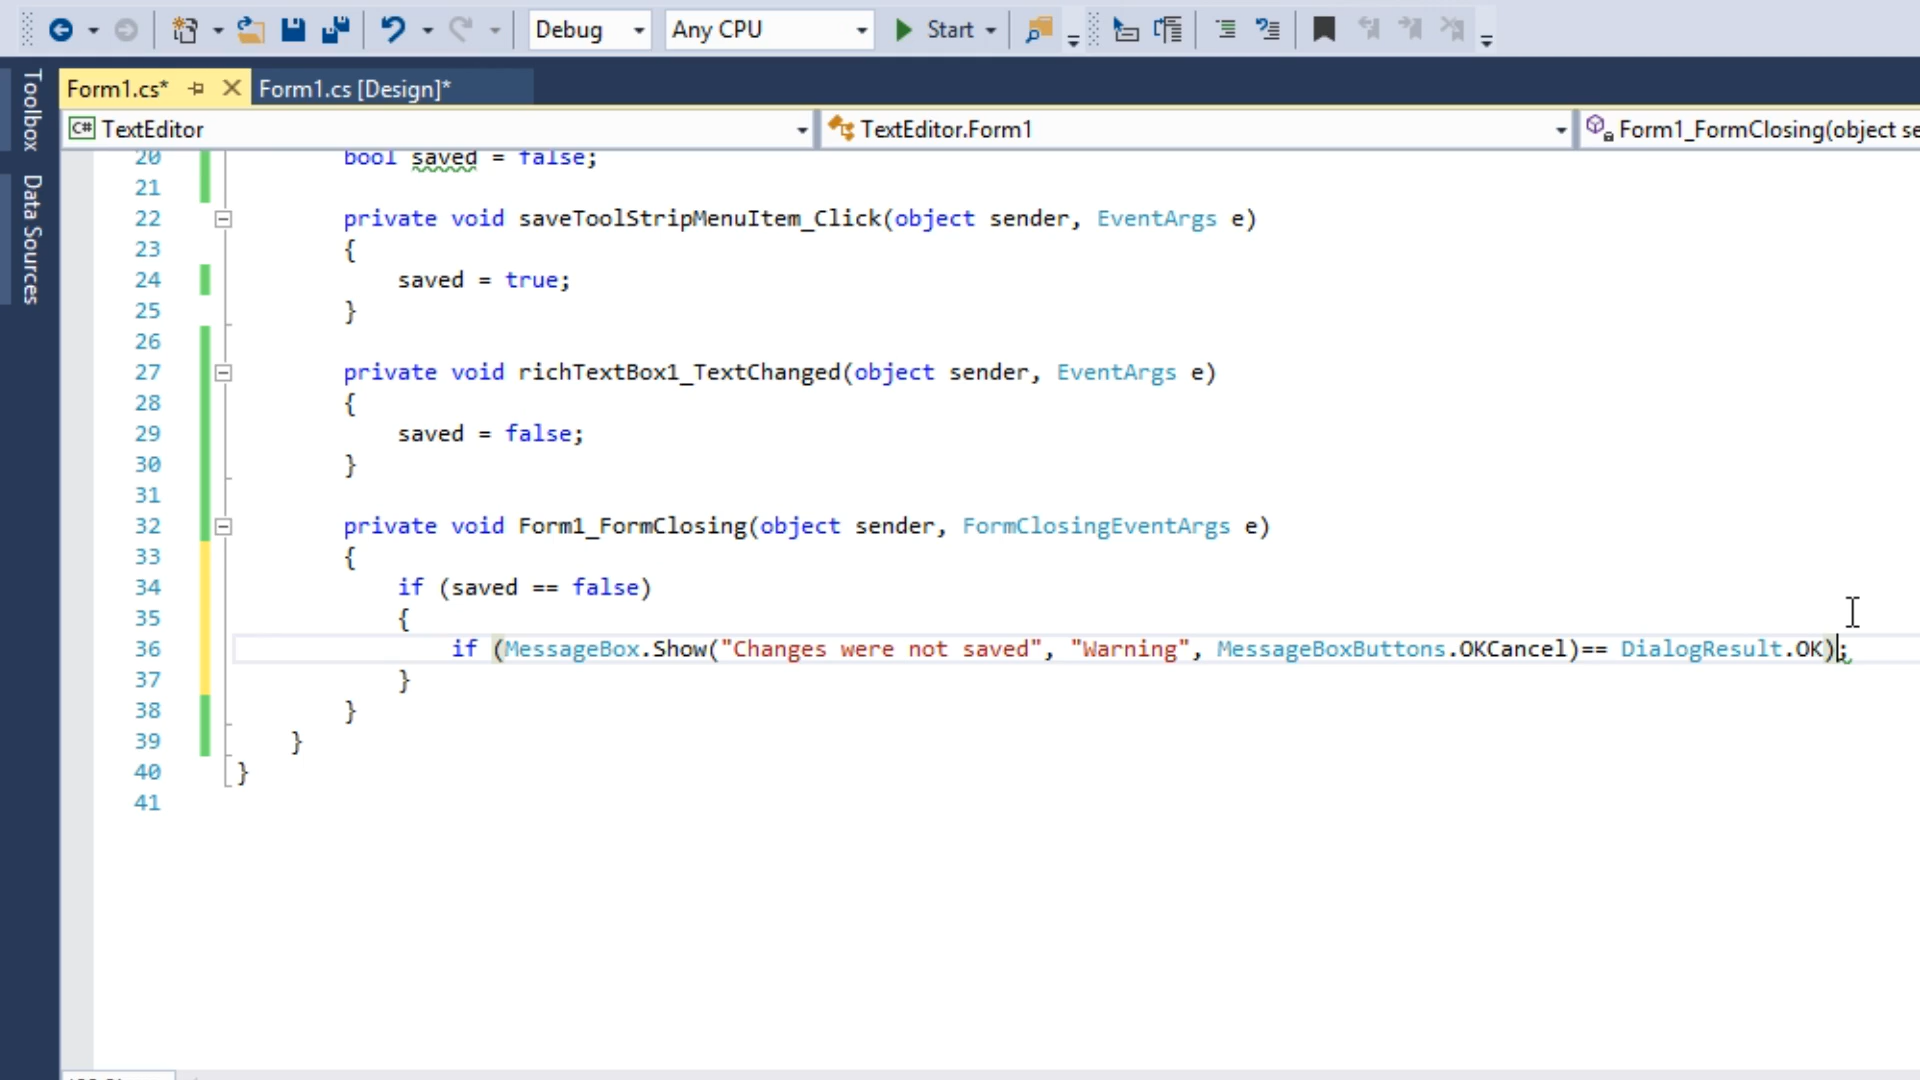 Debug Any CPU Start
Form1.cs* Form1.cs [Design]*
C# TextEditor TextEditor.Form1 Form1_FormClosing(object se
Toolbox
Data Sources
20 bool saved = false;
21
22 private void saveToolStripMenuItem_Click(object sender, EventArgs e)
23 {
24 saved = true;
25 }
26
27 private void richTextBox1_TextChanged(object sender, EventArgs e)
28 {
29 saved = false;
30 }
31
32 private void Form1_FormClosing(object sender, FormClosingEventArgs e)
33 {
34 if (saved == false)
35 {
36 if (MessageBox.Show("Changes were not saved", "Warning", MessageBoxButtons.OKCancel)== DialogResult.OK);
37 }
38 }
39 }
40 }
41